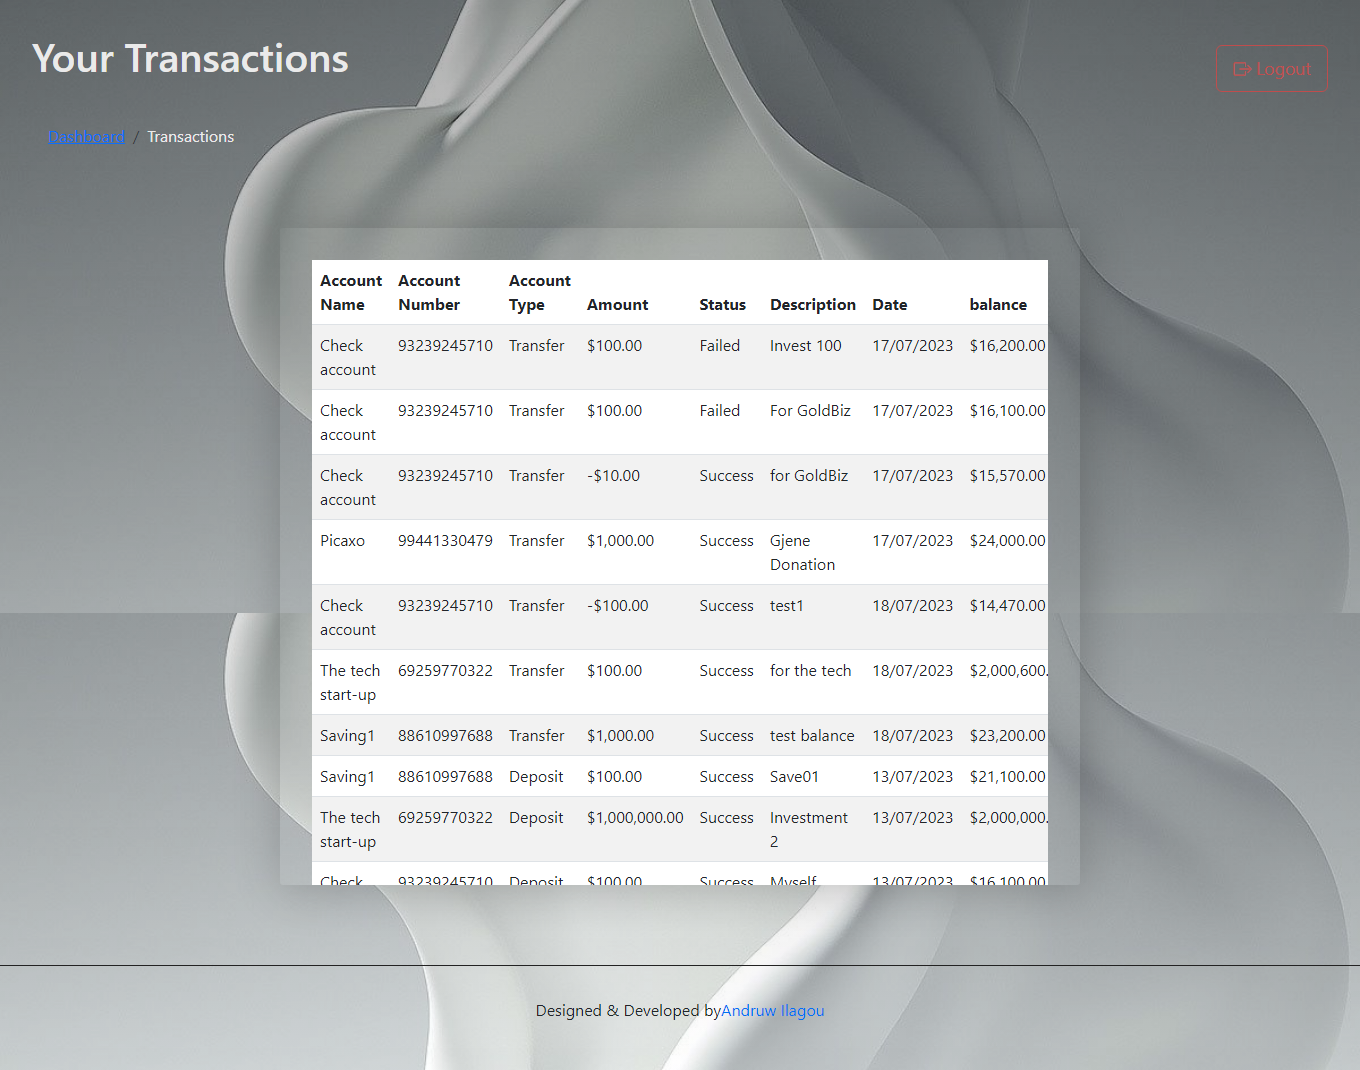 Your Transactions
Logout
Dashboard / Transactions
Account Name Account Number Account Type Amount Status Description Date balance
Check account 93239245710 Transfer $100.00 Failed Invest 100 17/07/2023 $16,200.00
Check account 93239245710 Transfer $100.00 Failed For GoldBiz 17/07/2023 $16,100.00
Check account 93239245710 Transfer -$10.00 Success for GoldBiz 17/07/2023 $15,570.00
Picaxo 99441330479 Transfer $1,000.00 Success Gjene Donation 17/07/2023 $24,000.00
Check account 93239245710 Transfer -$100.00 Success test1 18/07/2023 $14,470.00
The tech start-up 69259770322 Transfer $100.00 Success for the tech 18/07/2023 $2,000,600.
Saving1 88610997688 Transfer $1,000.00 Success test balance 18/07/2023 $23,200.00
Saving1 88610997688 Deposit $100.00 Success Save01 13/07/2023 $21,100.00
The tech start-up 69259770322 Deposit $1,000,000.00 Success Investment 2 13/07/2023 $2,000,000.
Check 93239245710 Deposit $100.00 Success Myself 13/07/2023 $16,100.00
Designed & Developed byAndruw Ilagou